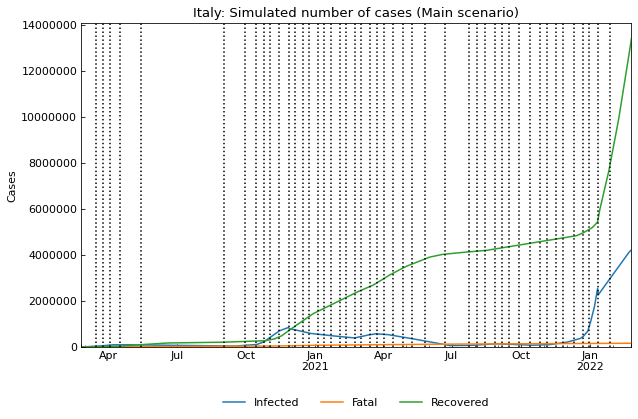 Italy: Simulated number of cases (Main scenario)
14000000
12000000
10000000
8000000
6000000
4000000
2000000
0
Cases
Apr Jul Oct Jan Apr Jul Oct Jan
2021 2022
Infected Fatal Recovered